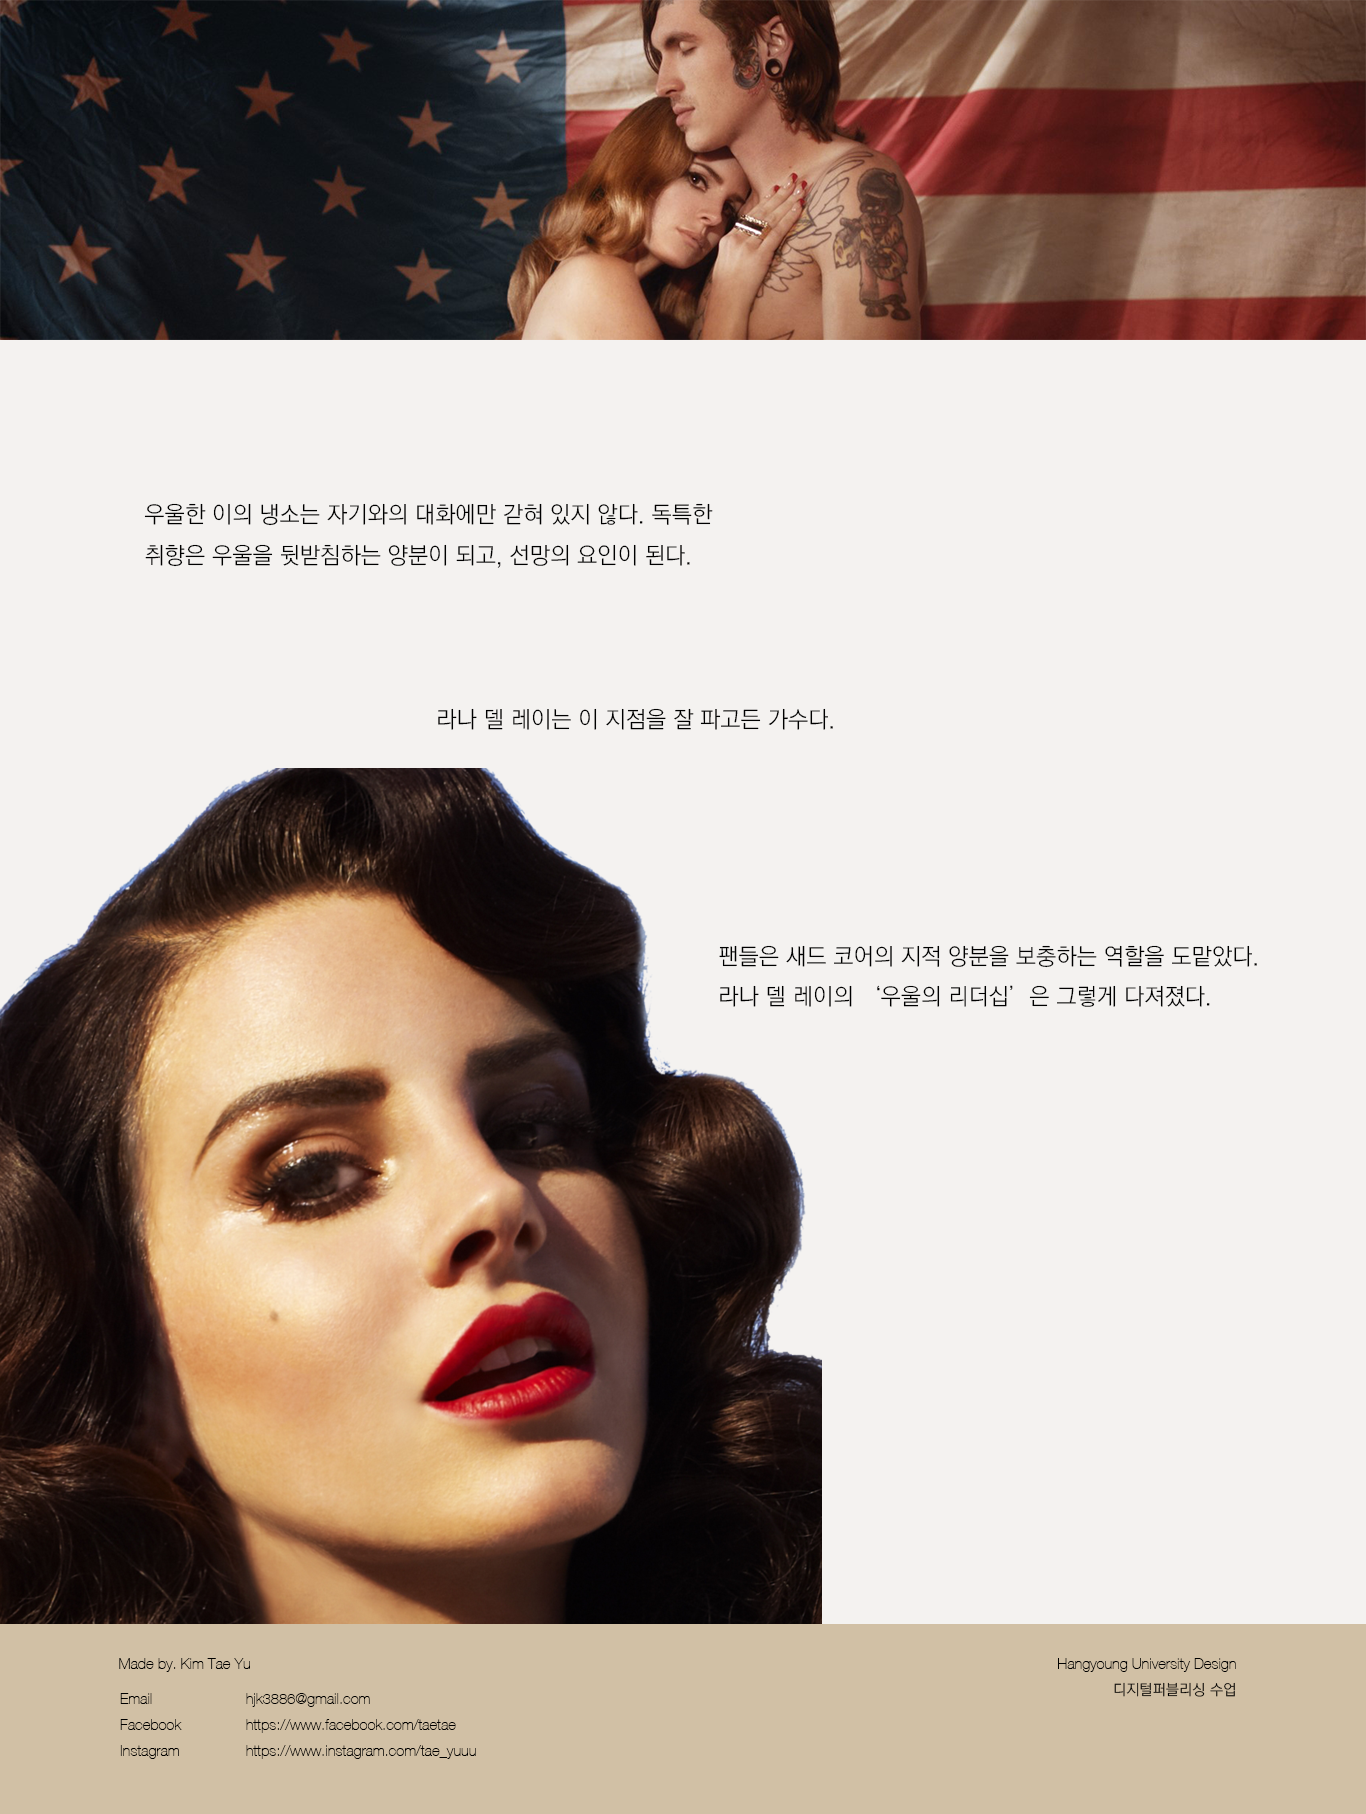 우울한 이의 냉소는 자기와의 대화에만 갇혀 있지 않다. 독특한
취향은 우울을 뒷받침하는 양분이 되고, 선망의 요인이 된다.
라나 델 레이는 이 지점을 잘 파고든 가수다.
팬들은 새드 코어의 지적 양분을 보충하는 역할을 도맡았다.
라나 델 레이의 ‘우울의 리더십’은 그렇게 다져졌다.
Made by. Kim Tae Yu
Email hjk3886@gmail.com
Facebook https://www.facebook.com/taetae
Instagram https://www.instagram.com/tae_yuuu
Hangyoung University Design
디지털퍼블리싱 수업